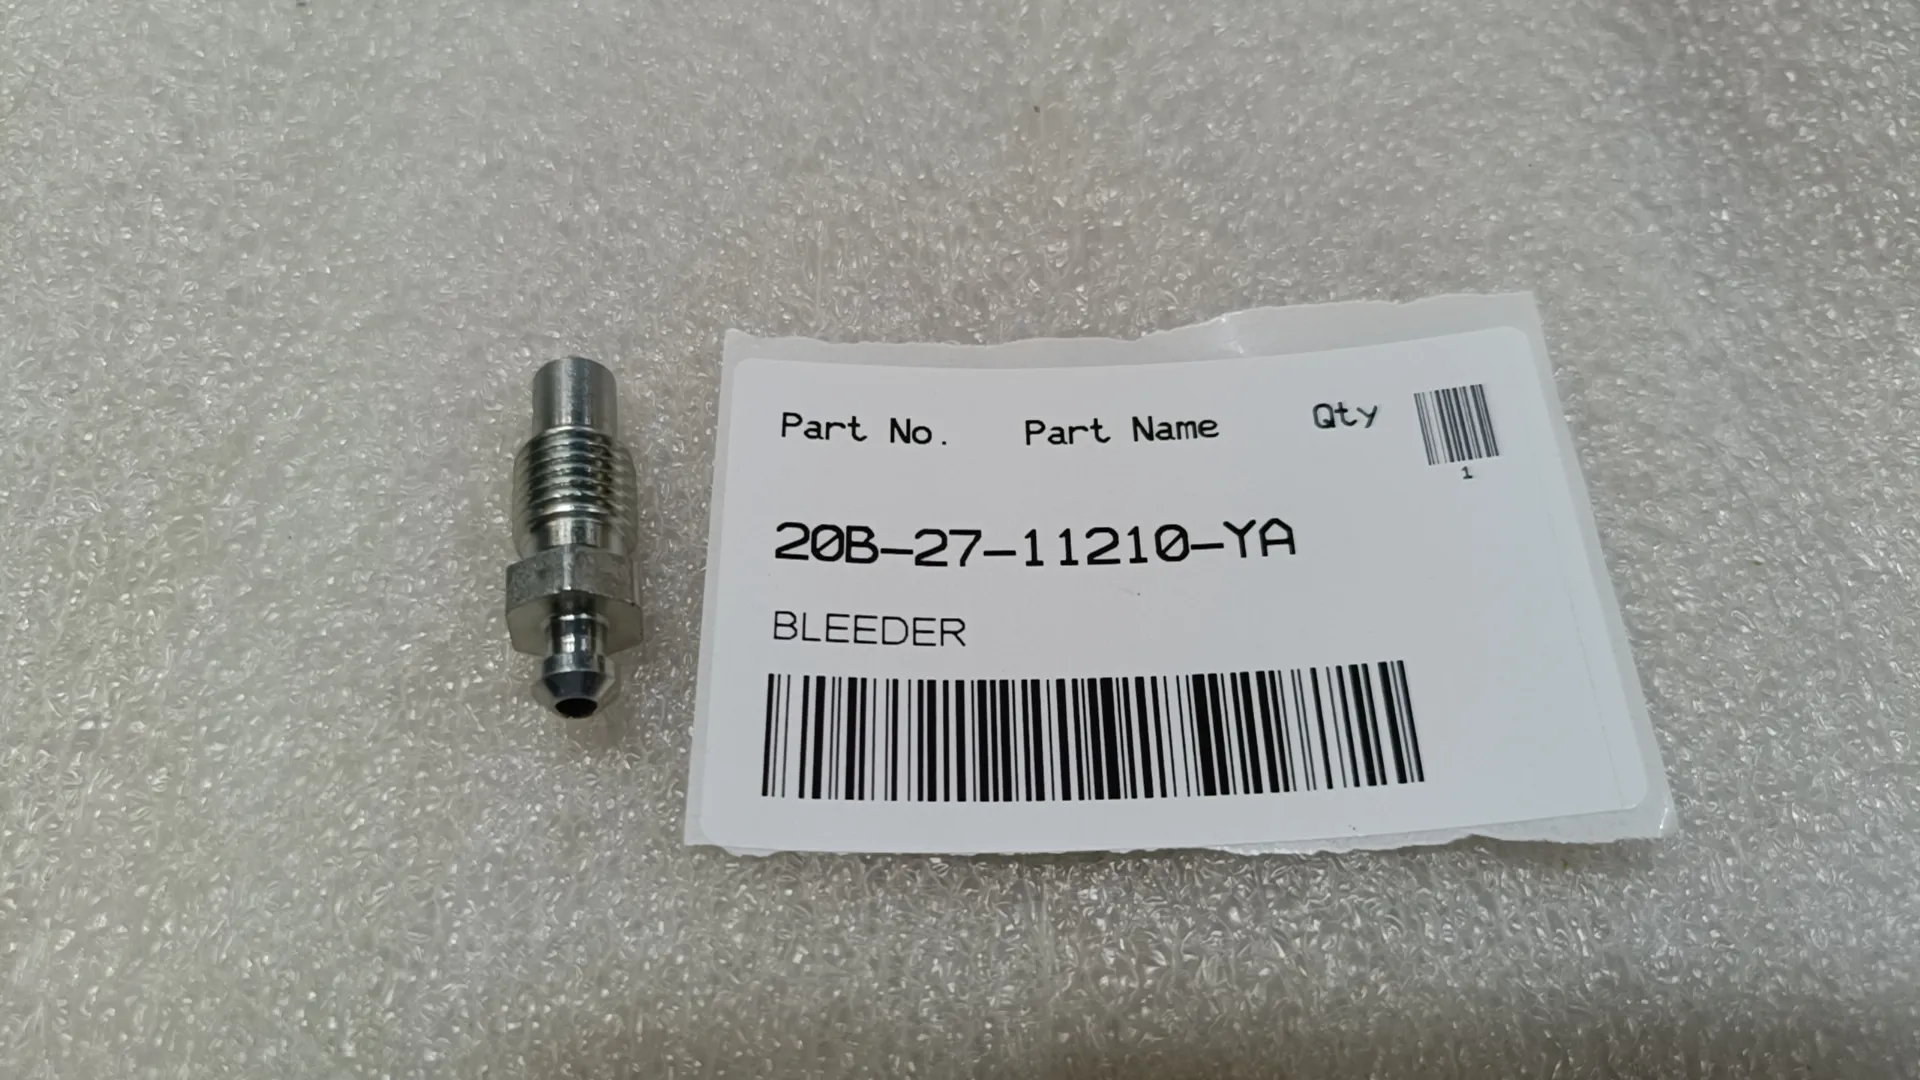 Part No. Part Name Qty
1
20B-27-11210-YA
BLEEDER